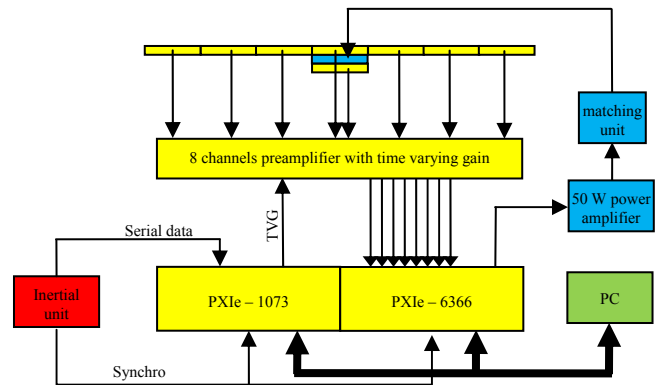 matching
unit
8 channels preamplifier with time varying gain
50 W power
amplifier
TVG
Serial data
Inertial
unit
PXIe – 1073
PXIe – 6366
PC
Synchro